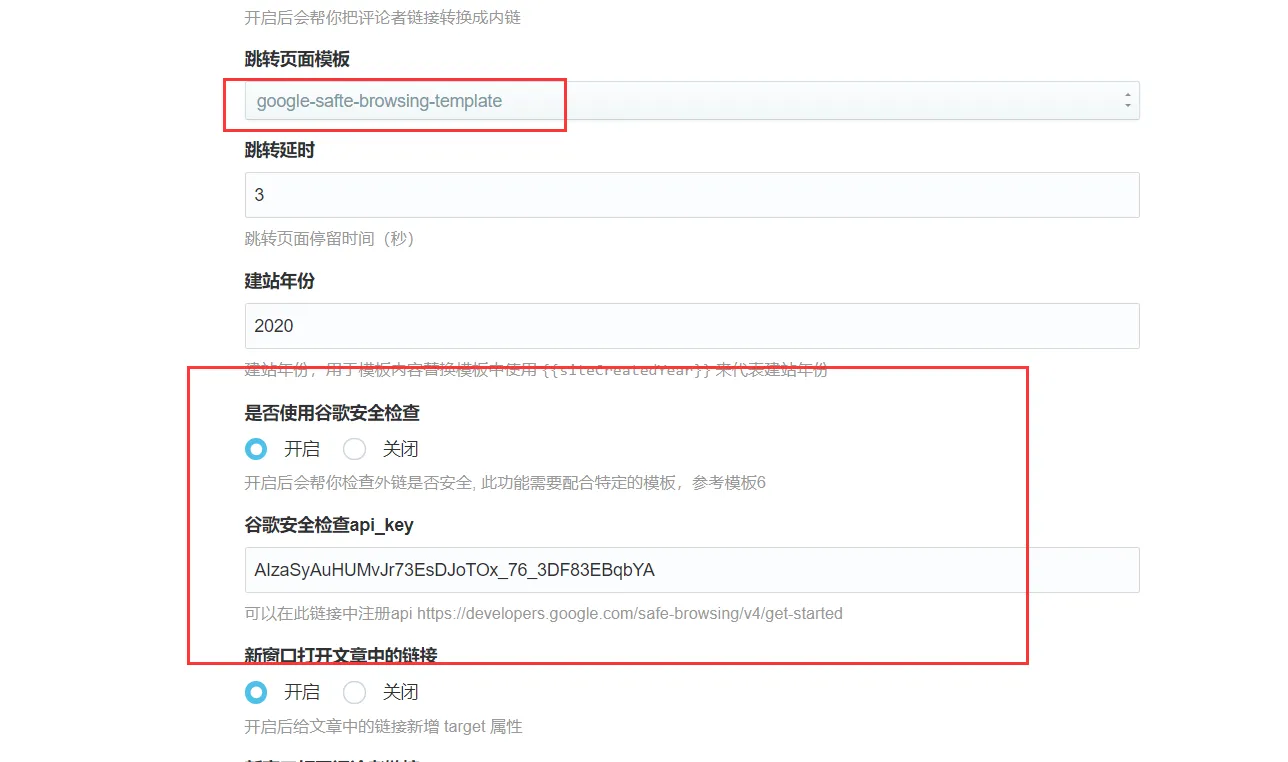 开启后会帮你把评论者链接转换成内链
跳转页面模板
google-safte-browsing-template
跳转延时
3
跳转页面停留时间（秒）
建站年份
2020
建站年份，用于模板内容替换模板中使用 {{siteCreatedYear}} 来代表建站年份
是否使用谷歌安全检查
开启 关闭
开启后会帮你检查外链是否安全, 此功能需要配合特定的模板，参考模板6
谷歌安全检查api_key
AIzaSyAuHUMvJr73EsDJoTOx_76_3DF83EBqbYA
可以在此链接中注册api https://developers.google.com/safe-browsing/v4/get-started
新窗口打开文章中的链接
开启 关闭
开启后给文章中的链接新增 target 属性